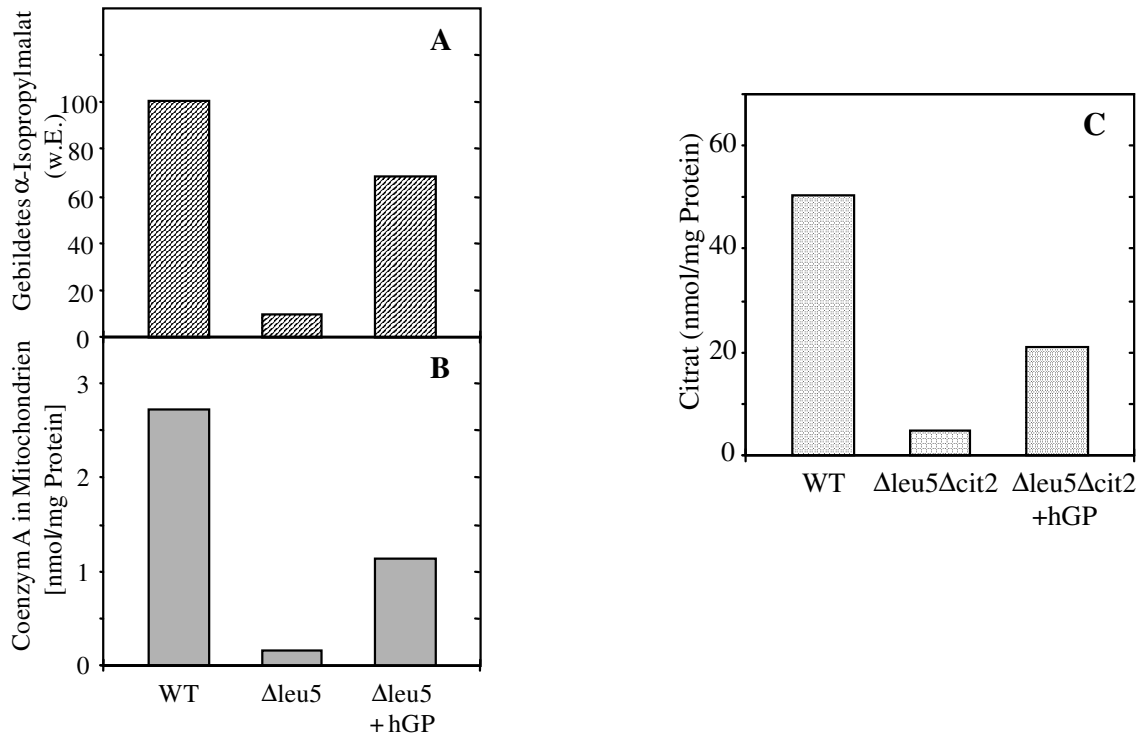 A
Gebildetes α-Isopropylmalat
(w.E.)
100
80
60
40
20
0
B
Coenzym A in Mitochondrien
[nmol/mg Protein]
3
2
1
0
WT Δleu5 Δleu5
+ hGP
C
Citrat (nmol/mg Protein)
60
40
20
0
WT Δleu5Δcit2 Δleu5Δcit2
+hGP